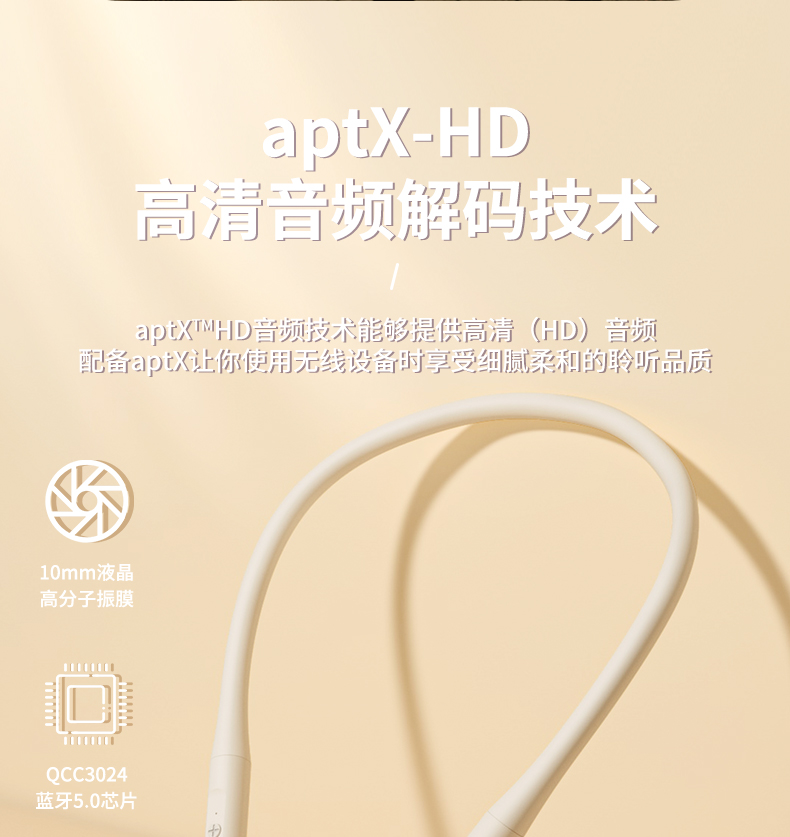 aptX-HD
高清音频解码技术
/
aptX™HD音频技术能够提供高清（HD）音频
配备aptX让你使用无线设备时享受细腻柔和的聆听品质
10mm液晶
高分子振膜
QCC3024
蓝牙5.0芯片